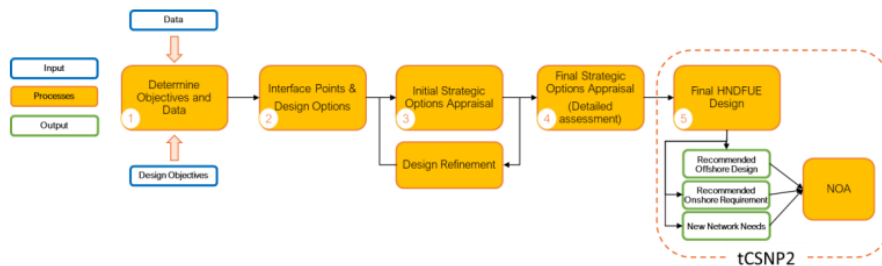 Data
Input
Processes
Output
Determine
Objectives and
Data
1
Design Objectives
Interface Points &
Design Options
2
Initial Strategic
Options Appraisal
3
Design Refinement
Final Strategic
Options Appraisal
(Detailed
assessment)
4
Final HNDFUE
Design
5
Recommended
Offshore Design
Recommended
Onshore Requirement
New Network Needs
NOA
tCSNP2